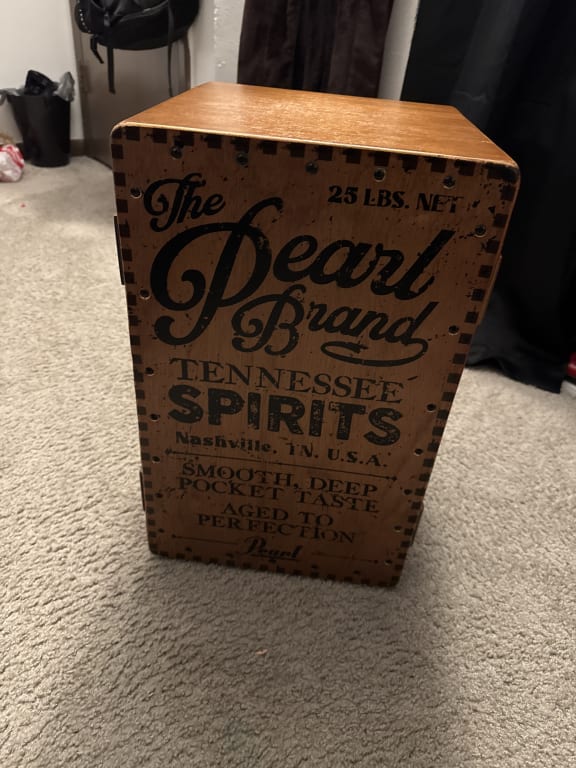 25 LBS. NET
The
Pearl
Brand
TENNESSEE
SPIRITS
Nashville, TN. U.S.A.
SMOOTH, DEEP
POCKET TASTE
AGED TO
PERFECTION
Pearl